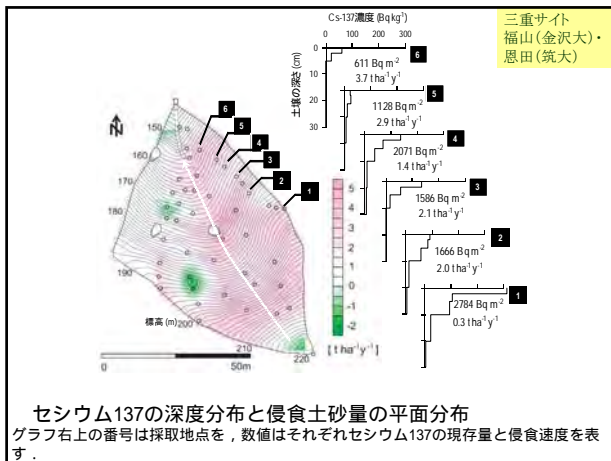 三重サイト
福山(金沢大)・
恩田(筑大)
Cs-137濃度 (Bq kg⁻¹)
0 100 200 300
土壌の深さ (cm)
0
10
20
30
6
611 Bq m⁻²
3.7 t ha⁻¹ y⁻¹
5
1128 Bq m⁻²
2.9 t ha⁻¹ y⁻¹
4
2071 Bq m⁻²
1.4 t ha⁻¹ y⁻¹
3
1586 Bq m⁻²
2.1 t ha⁻¹ y⁻¹
2
1666 Bq m⁻²
2.0 t ha⁻¹ y⁻¹
1
2784 Bq m⁻²
0.3 t ha⁻¹ y⁻¹
N
6
5
4
3
2
1
150
160
170
180
190
標高 (m) 200
210
220
0 50m
5
4
3
2
1
0
-1
-2
[ t ha⁻¹ y⁻¹ ]
セシウム137の深度分布と侵食土砂量の平面分布
グラフ右上の番号は採取地点を , 数値はそれぞれセシウム137の現存量と侵食速度を表
す .